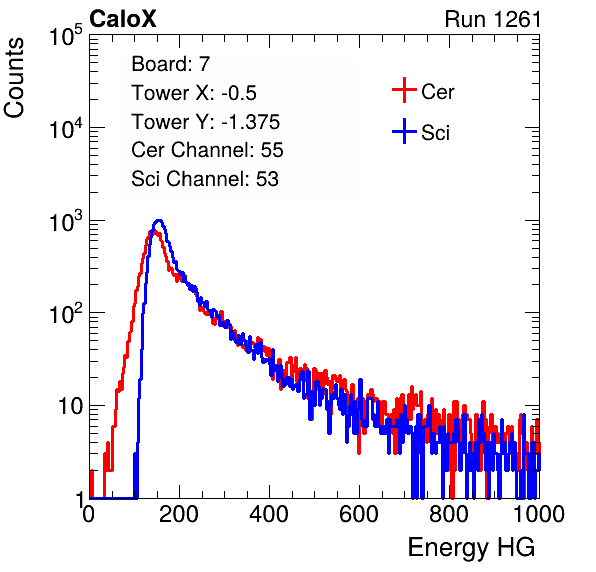 CaloX Run 1261
Counts
10^5
10^4
10^3
10^2
10
1
Board: 7
Tower X: -0.5
Tower Y: -1.375
Cer Channel: 55
Sci Channel: 53
Cer
Sci
0 200 400 600 800 1000
Energy HG